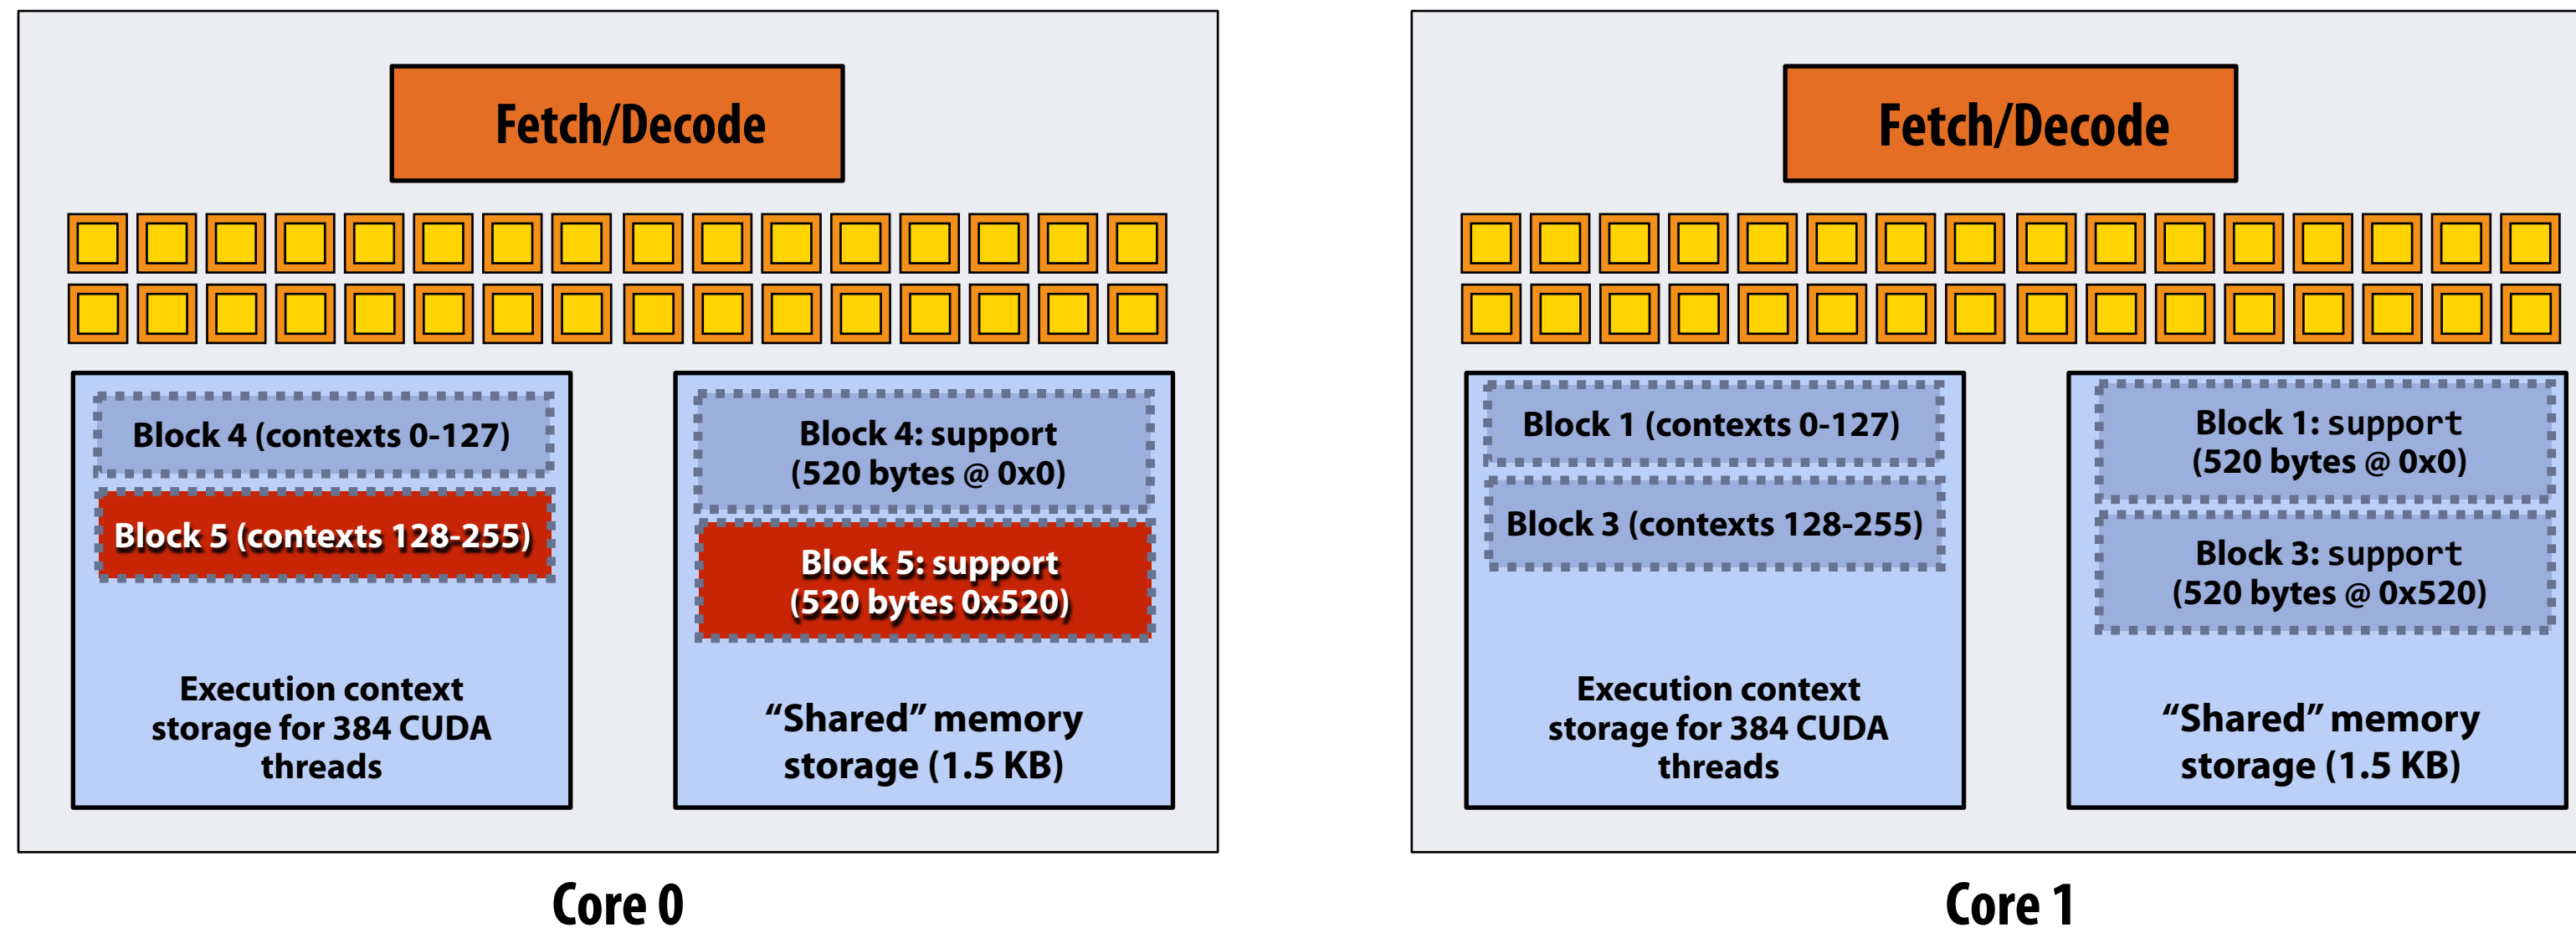 Fetch/Decode
Block 4 (contexts 0-127)
Block 5 (contexts 128-255)
Execution context
storage for 384 CUDA
threads
Block 4: support
(520 bytes @ 0x0)
Block 5: support
(520 bytes 0x520)
“Shared” memory
storage (1.5 KB)
Core 0
Fetch/Decode
Block 1 (contexts 0-127)
Block 3 (contexts 128-255)
Execution context
storage for 384 CUDA
threads
Block 1: support
(520 bytes @ 0x0)
Block 3: support
(520 bytes @ 0x520)
“Shared” memory
storage (1.5 KB)
Core 1